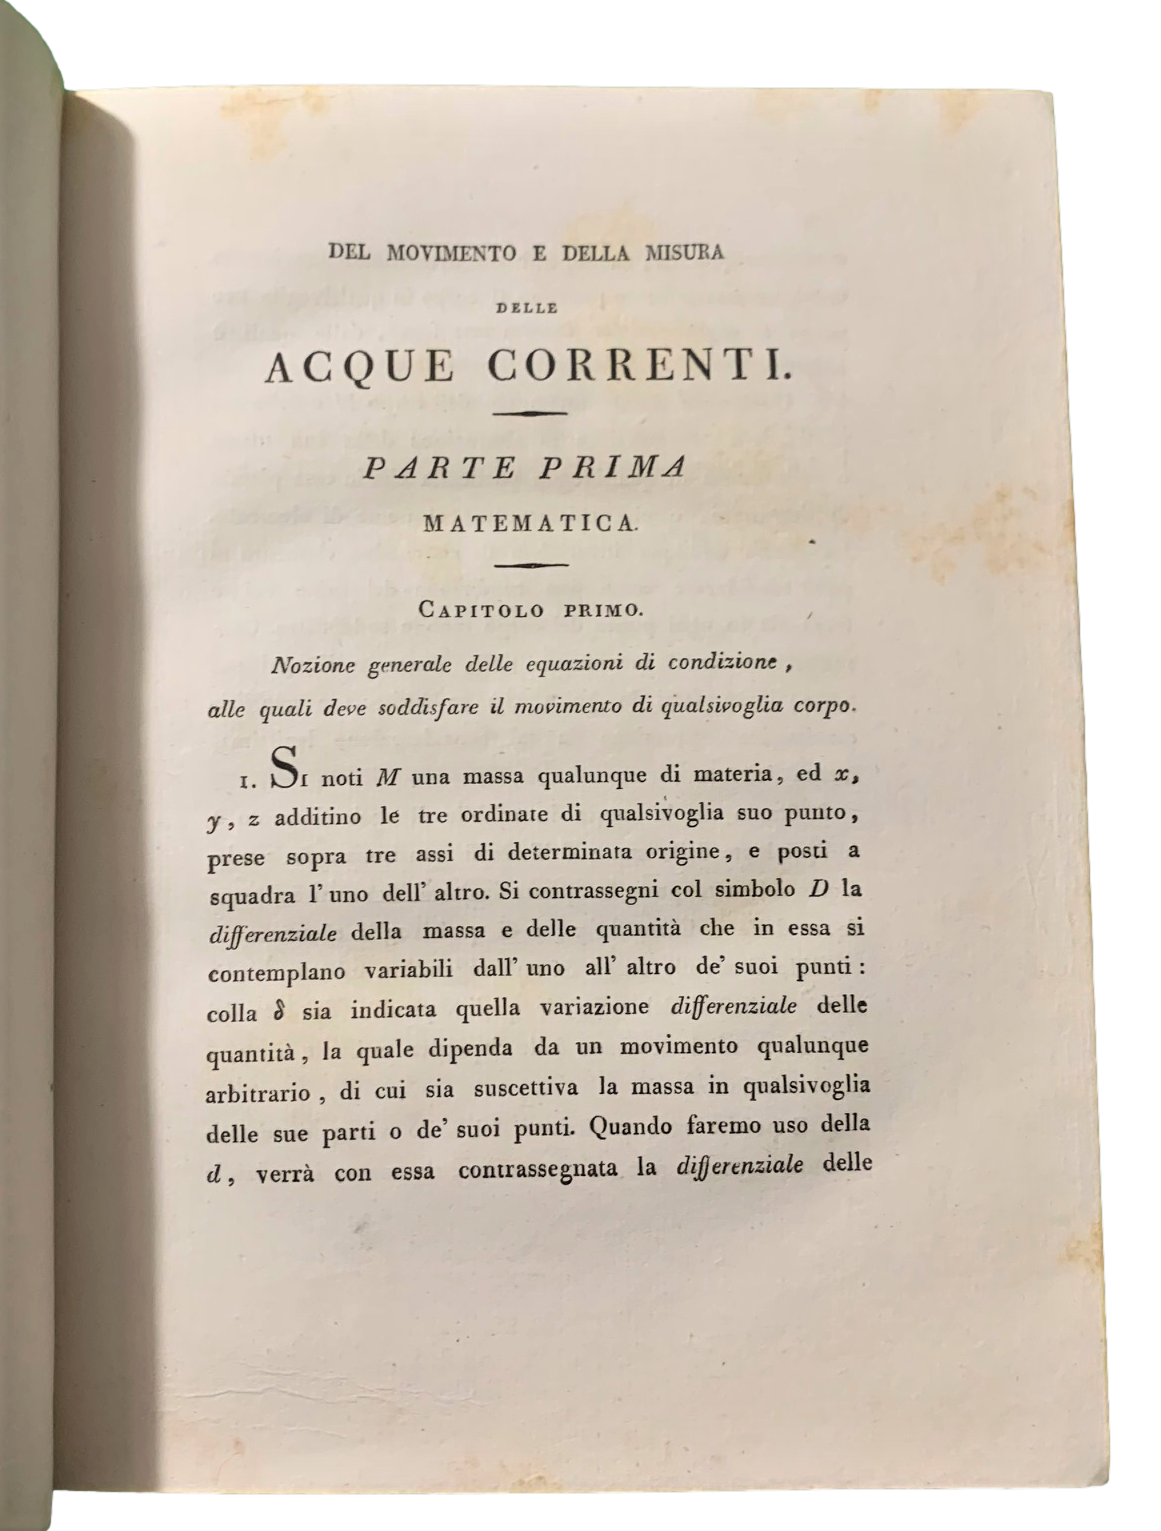 DEL MOVIMENTO E DELLA MISURA
DELLE
ACQUE CORRENTI.
PARTE PRIMA
MATEMATICA.
CAPITOLO PRIMO.
Nozione generale delle equazioni di condizione,
alle quali deve soddisfare il movimento di qualsivoglia corpo.
1. SI noti M una massa qualunque di materia, ed x,
y, z additino le tre ordinate di qualsivoglia suo punto,
prese sopra tre assi di determinata origine, e posti a
squadra l'uno dell' altro. Si contrassegni col simbolo D la
differenziale della massa e delle quantità che in essa si
contemplano variabili dall' uno all' altro de' suoi punti:
colla δ sia indicata quella variazione differenziale delle
quantità, la quale dipenda da un movimento qualunque
arbitrario, di cui sia suscettiva la massa in qualsivoglia
delle sue parti o de' suoi punti. Quando faremo uso della
d, verrà con essa contrassegnata la differenziale delle